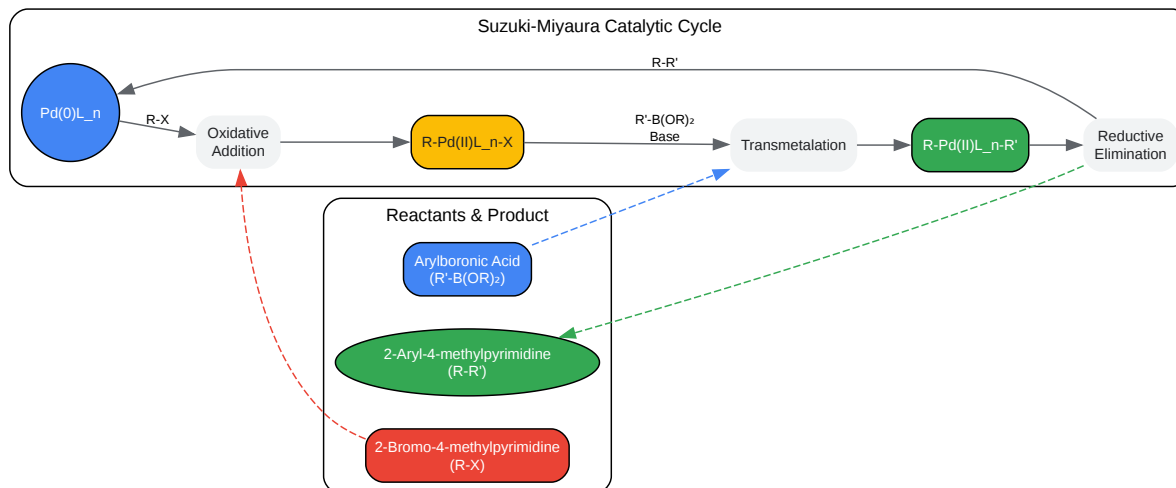 Suzuki-Miyaura Catalytic Cycle
R-R'
Pd(0)L_n
R-X
Oxidative
Addition
R-Pd(II)L_n-X
R'-B(OR)₂
Base
Transmetalation
R-Pd(II)L_n-R'
Reductive
Elimination
Reactants & Product
Arylboronic Acid
(R'-B(OR)₂)
2-Aryl-4-methylpyrimidine
(R-R')
2-Bromo-4-methylpyrimidine
(R-X)